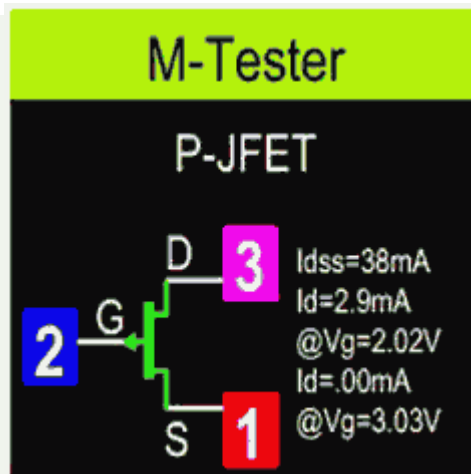 M-Tester
P-JFET
D
3
Idss=38mA
Id=2.9mA
2
G
@Vg=2.02V
Id=.00mA
S
1
@Vg=3.03V